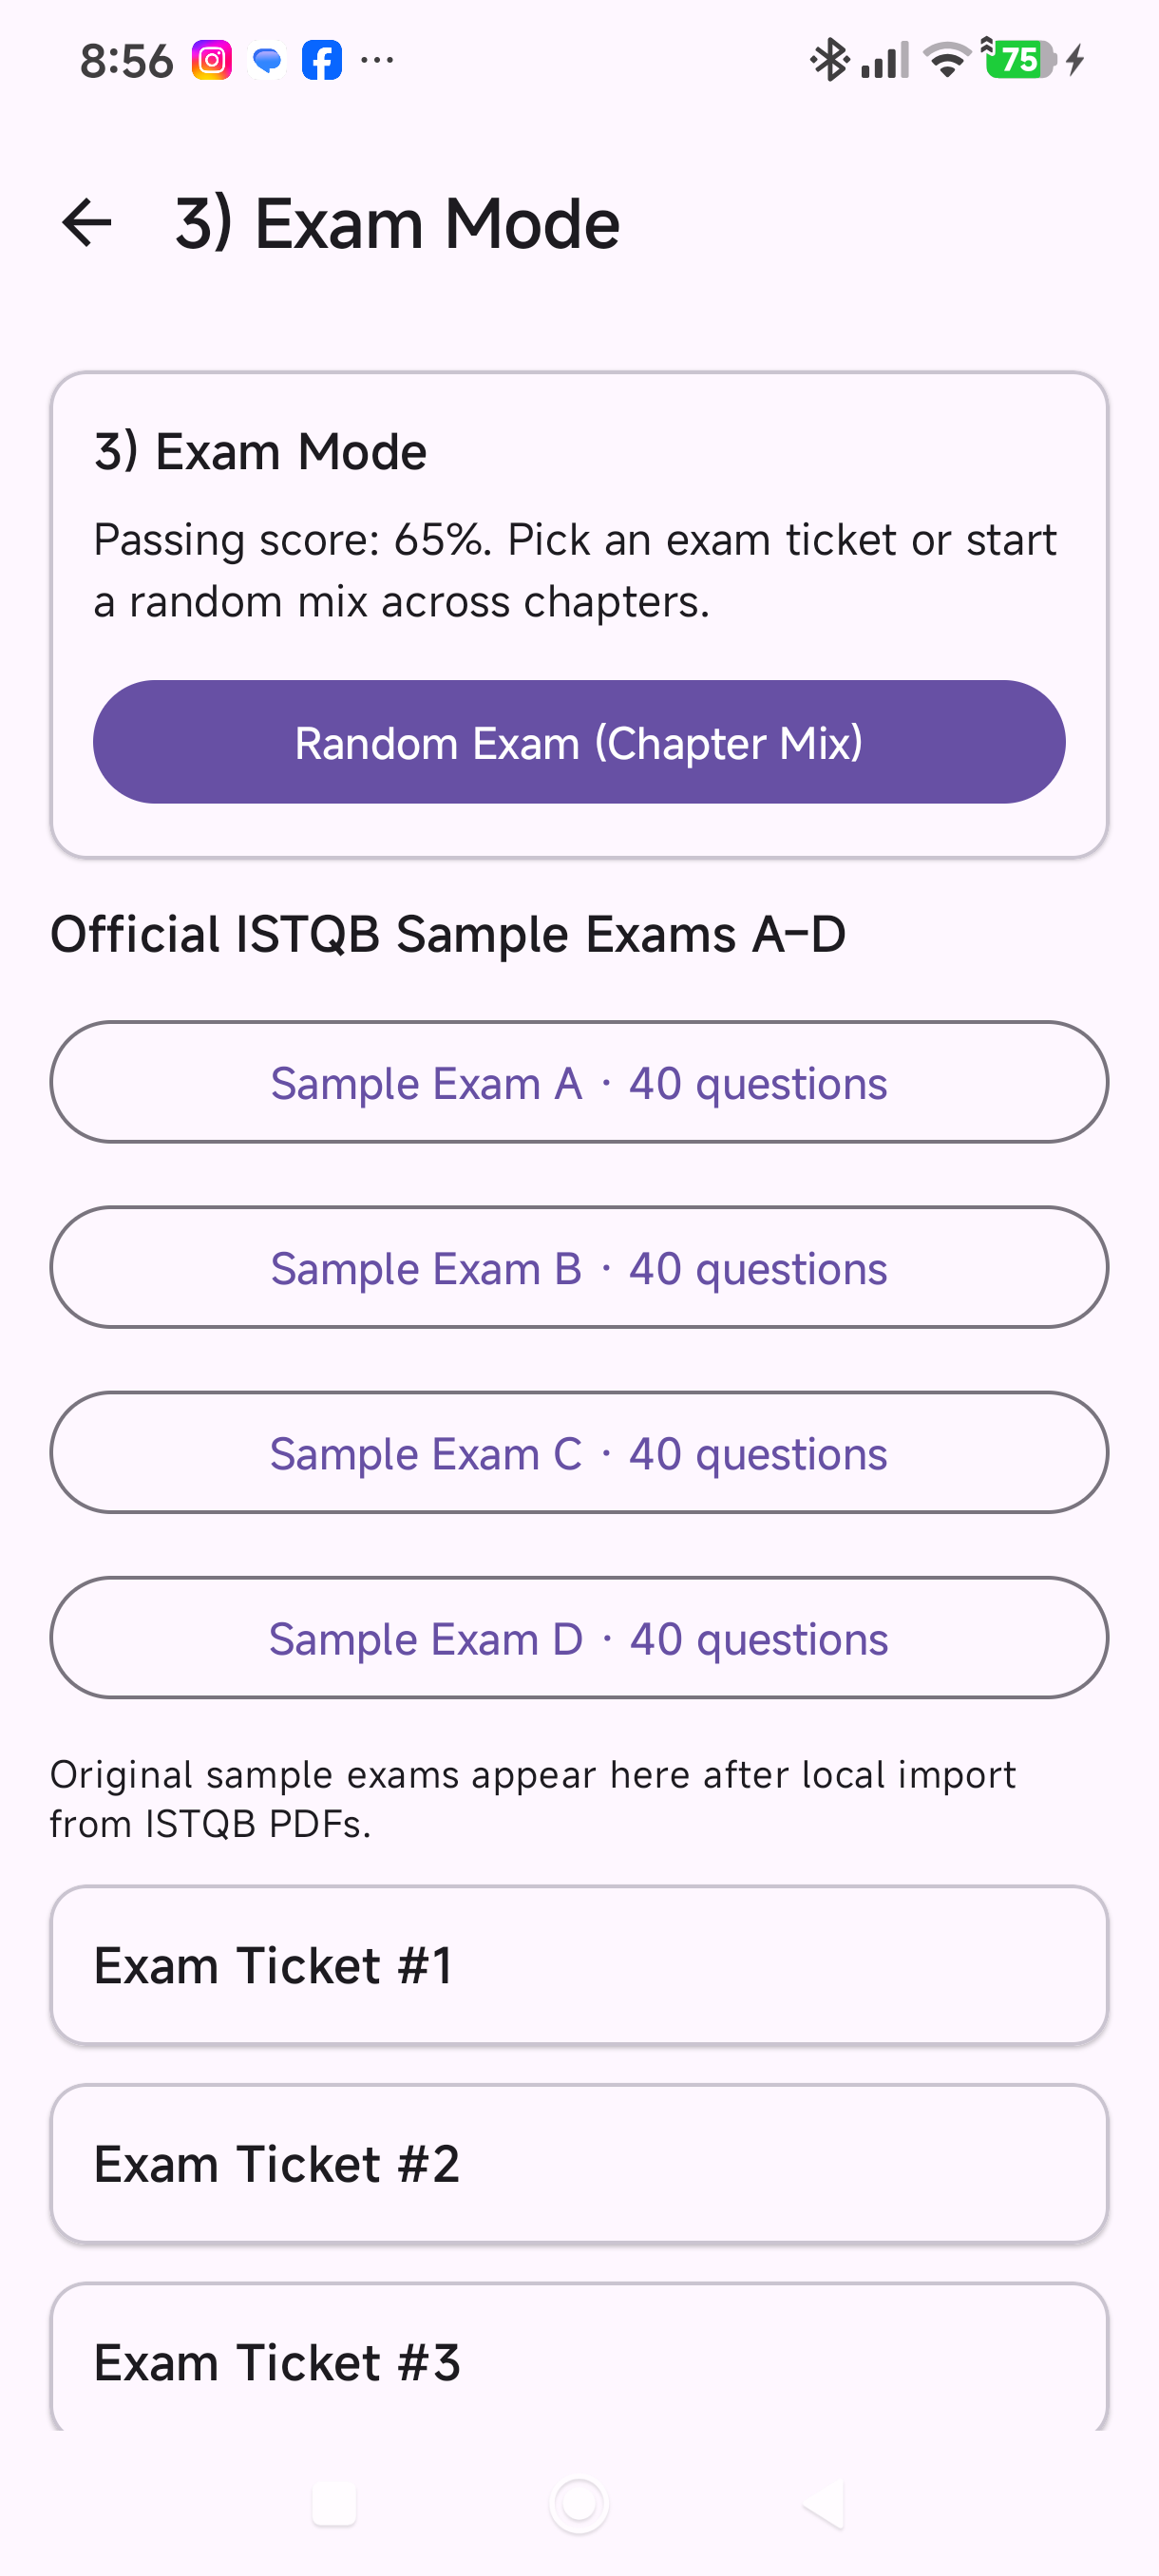 8:56
75
3) Exam Mode
3) Exam Mode
Passing score: 65%. Pick an exam ticket or start
a random mix across chapters.
Random Exam (Chapter Mix)
Official ISTQB Sample Exams A–D
Sample Exam A · 40 questions
Sample Exam B · 40 questions
Sample Exam C · 40 questions
Sample Exam D · 40 questions
Original sample exams appear here after local import
from ISTQB PDFs.
Exam Ticket #1
Exam Ticket #2
Exam Ticket #3